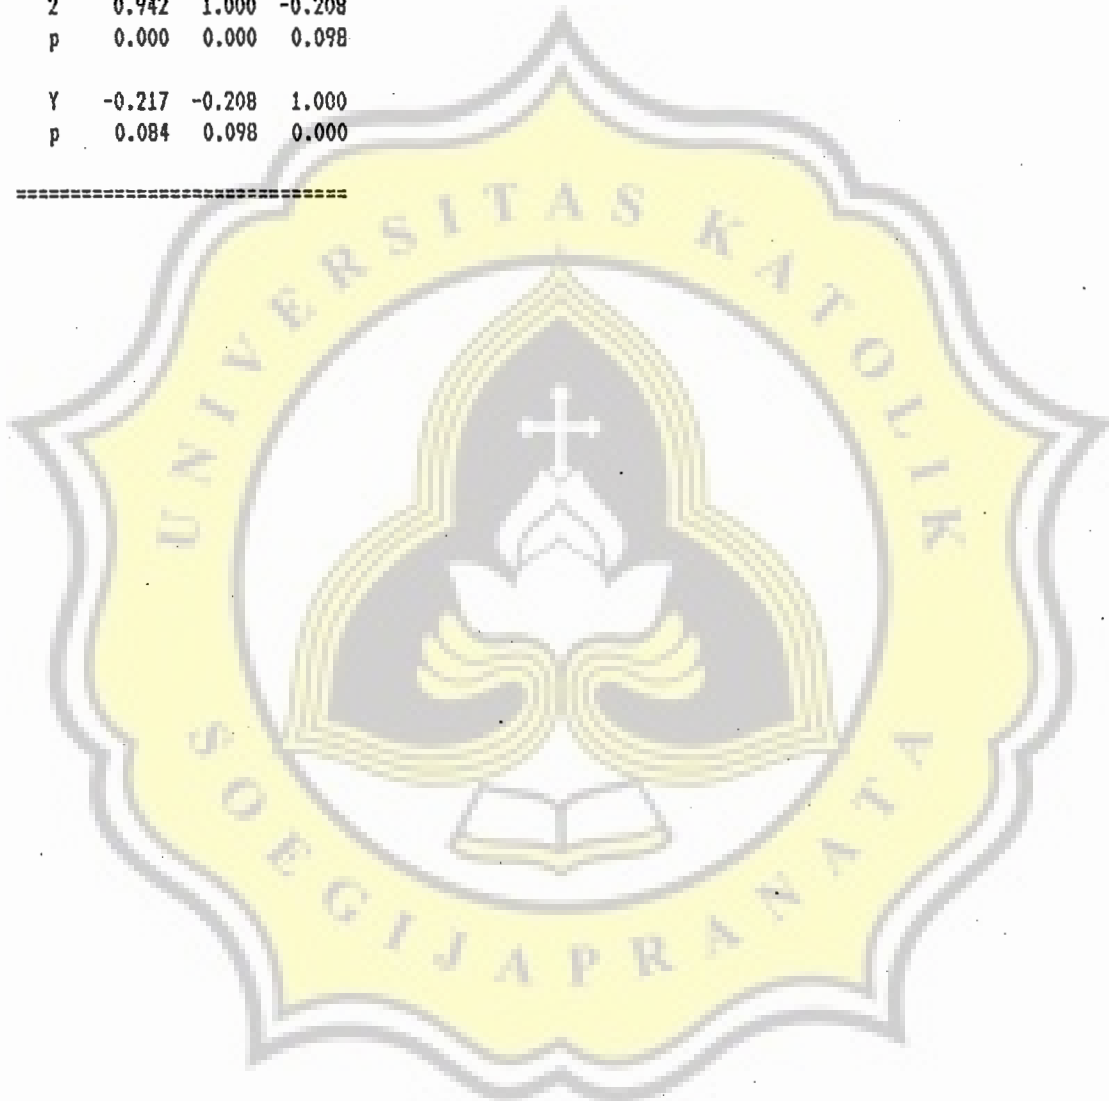 2 0.942 1.000 -0.208
p 0.000 0.000 0.098
Y -0.217 -0.208 1.000
p 0.084 0.098 0.000
==============================
UNIVERSITAS KATOLIK
SOEGIJAPRANATA